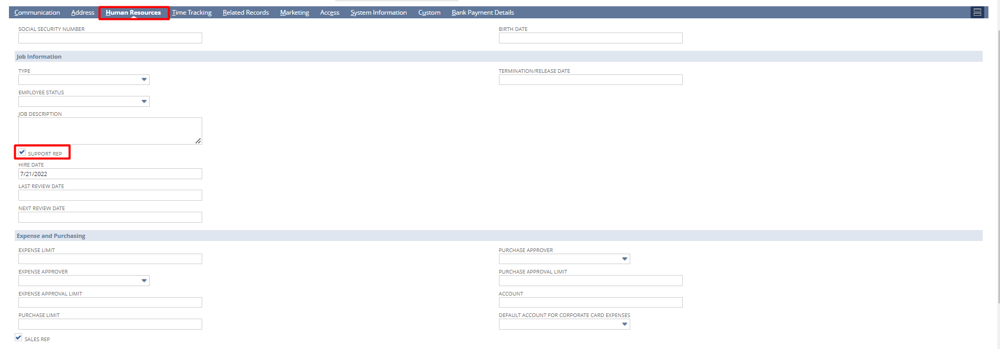 Communication Address Human Resources Time Tracking Related Records Marketing Access System Information Custom Bank Payment Details
SOCIAL SECURITY NUMBER
BIRTH DATE
Job Information
TYPE
TERMINATION/RELEASE DATE
EMPLOYEE STATUS
JOB DESCRIPTION
SUPPORT REP
HIRE DATE
7/21/2022
LAST REVIEW DATE
NEXT REVIEW DATE
Expense and Purchasing
EXPENSE LIMIT
PURCHASE APPROVER
EXPENSE APPROVER
PURCHASE APPROVAL LIMIT
EXPENSE APPROVAL LIMIT
ACCOUNT
PURCHASE LIMIT
DEFAULT ACCOUNT FOR CORPORATE CARD EXPENSES
SALES REP